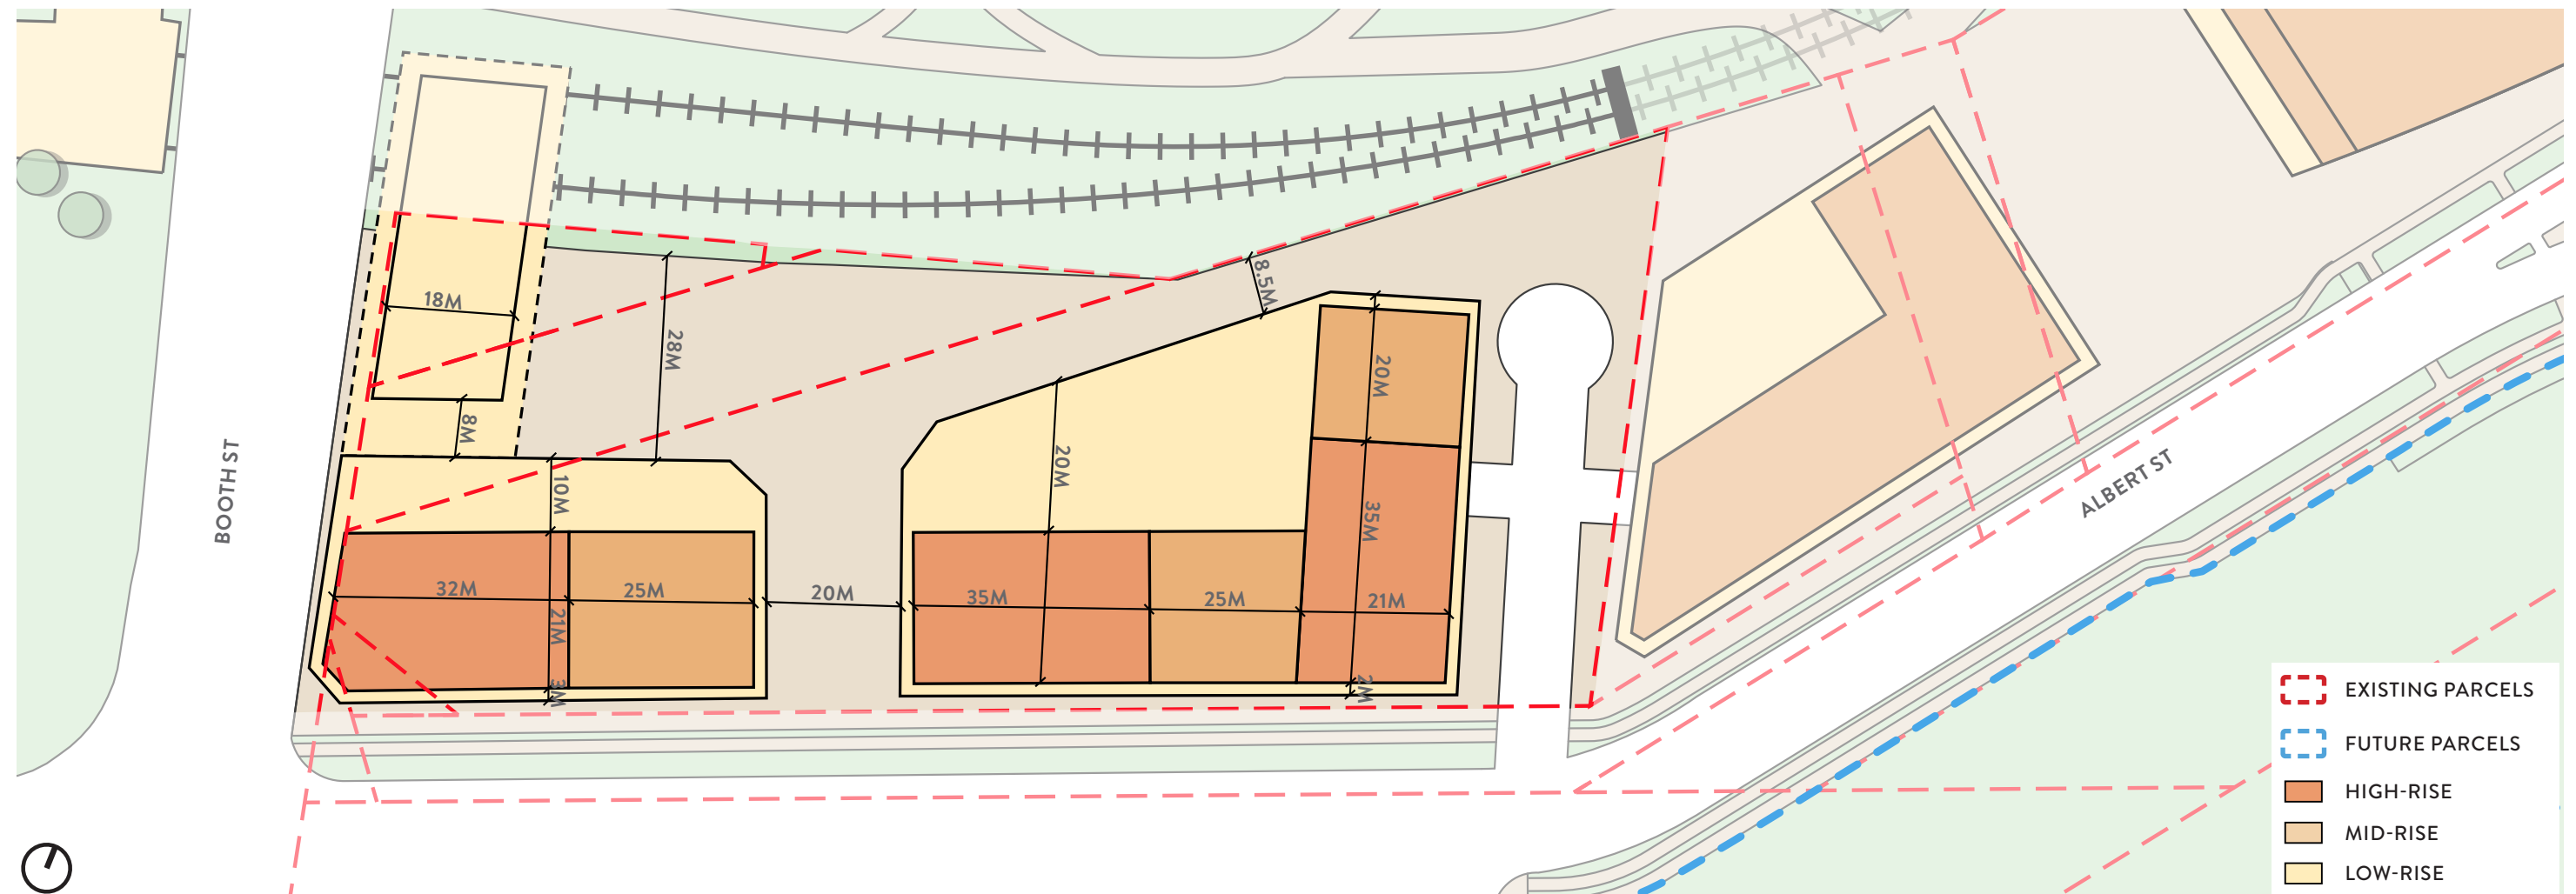 8.5M
18M
28M
20M
8M
20M
BOOTH ST
10M
35M
ALBERT ST
32M
25M
20M
35M
25M
21M
21M
3M
2M
EXISTING PARCELS
FUTURE PARCELS
HIGH-RISE
MID-RISE
LOW-RISE